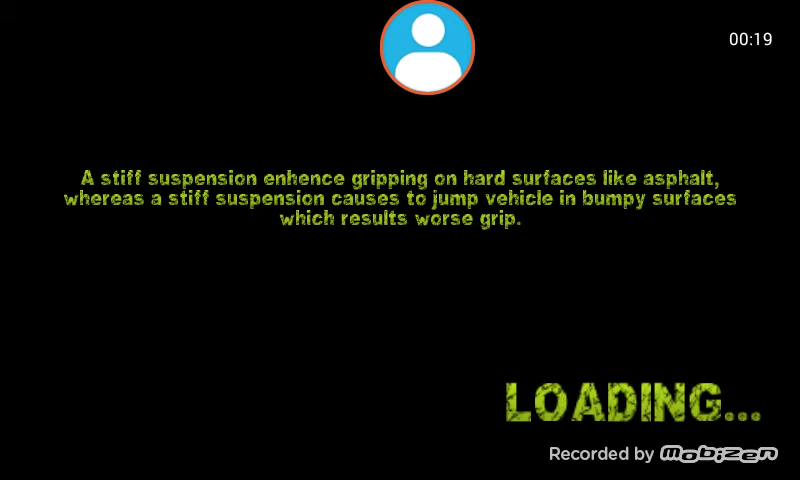 00:19
A stiff suspension enhence gripping on hard surfaces like asphalt,
whereas a stiff suspension causes to jump vehicle in bumpy surfaces
which results worse grip.
LOADING...
Recorded by Mobizen